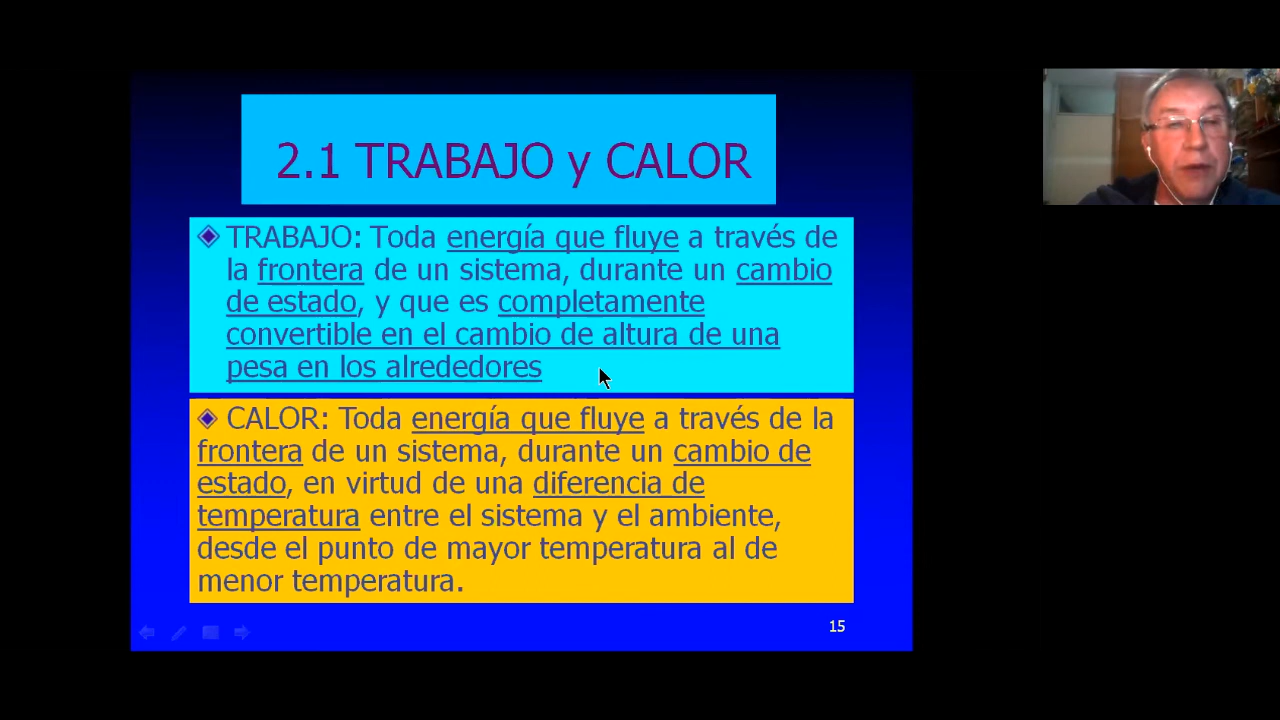 2.1 TRABAJO y CALOR
TRABAJO: Toda energía que fluye a través de
la frontera de un sistema, durante un cambio
de estado, y que es completamente
convertible en el cambio de altura de una
pesa en los alrededores
CALOR: Toda energía que fluye a través de la
frontera de un sistema, durante un cambio de
estado, en virtud de una diferencia de
temperatura entre el sistema y el ambiente,
desde el punto de mayor temperatura al de
menor temperatura.
15